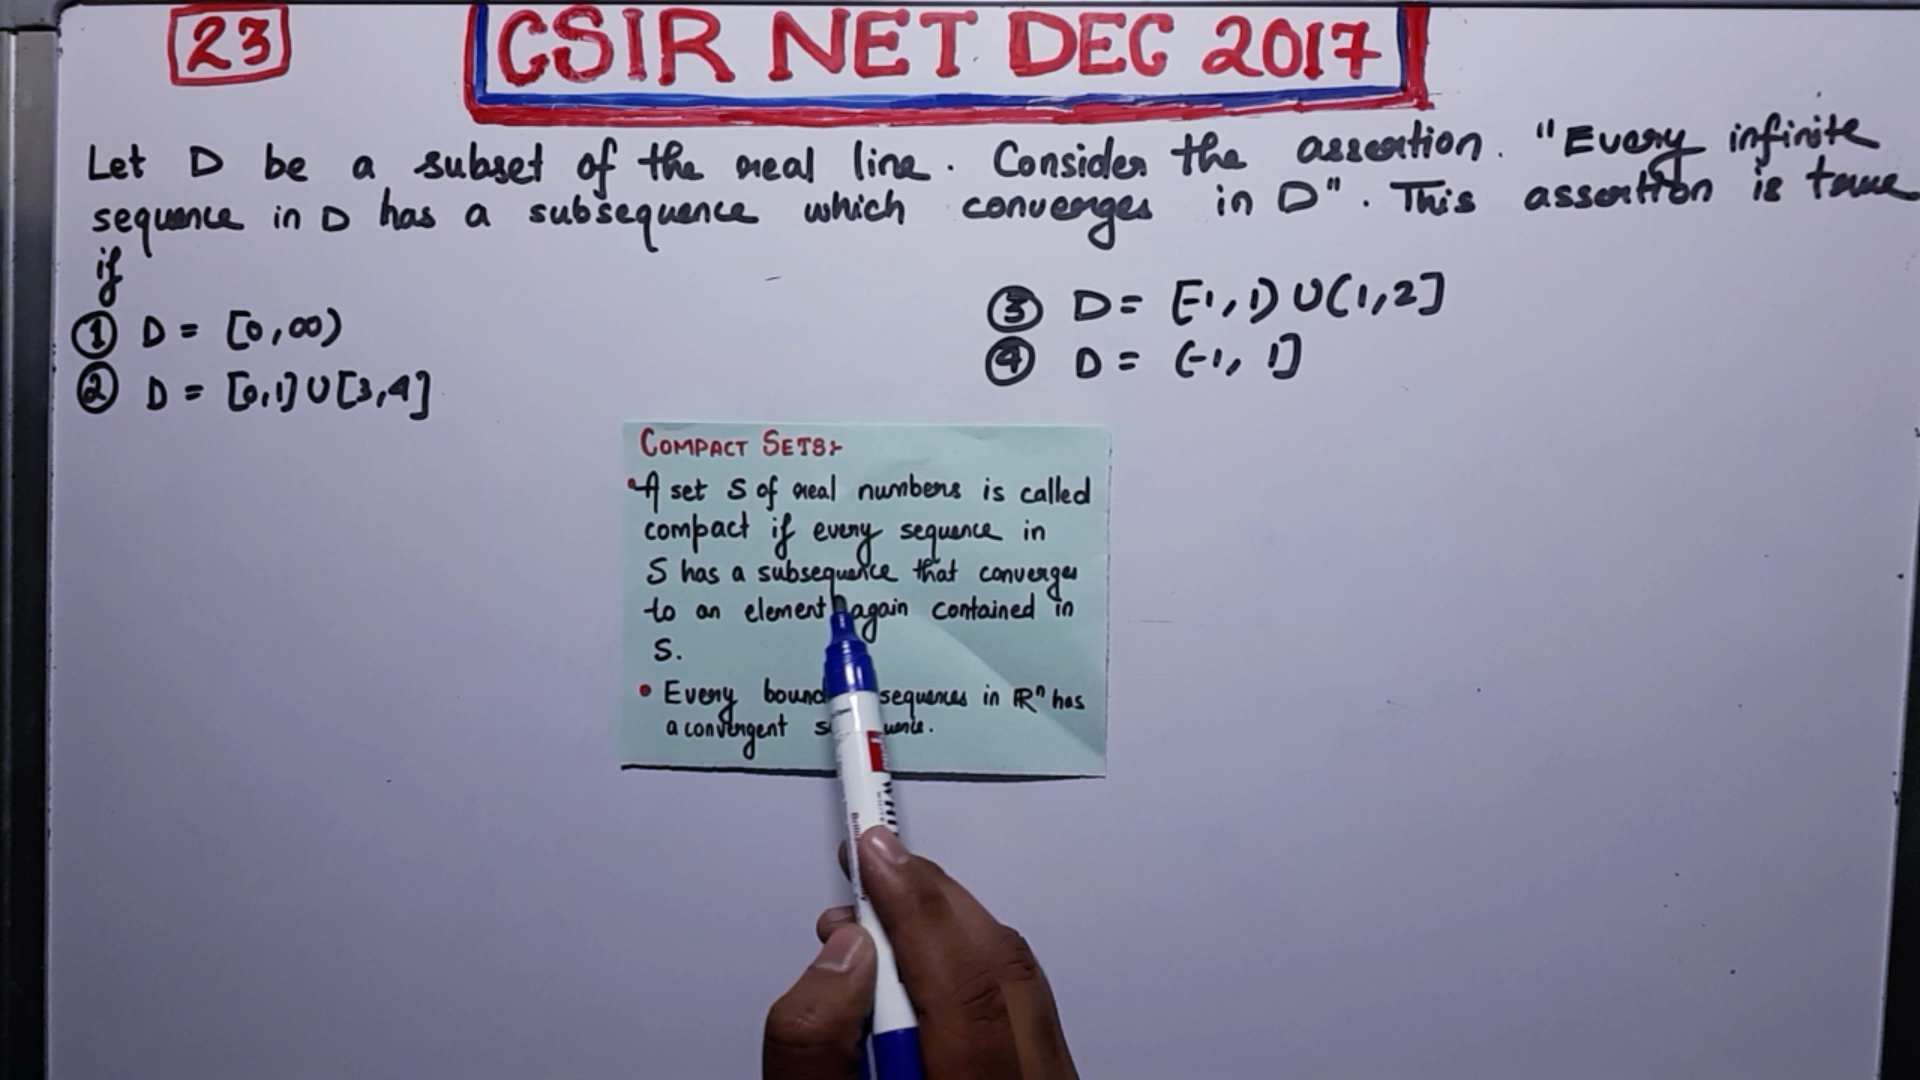 23
CSIR NET DEC 2017
Let D be a subset of the real line. Consider the assertion. "Every infinite
sequence in D has a subsequence which converges in D". This assertion is true
if
① D = [0,∞)
② D = [0,1]∪[3,4]
③ D = [-1,1)∪(1,2]
④ D = (-1, 1]
COMPACT SETS:-
• A set S of real numbers is called
compact if every sequence in
S has a subsequence that converges
to an element again contained in
S.
• Every sequences in ℝⁿ has
a convergent